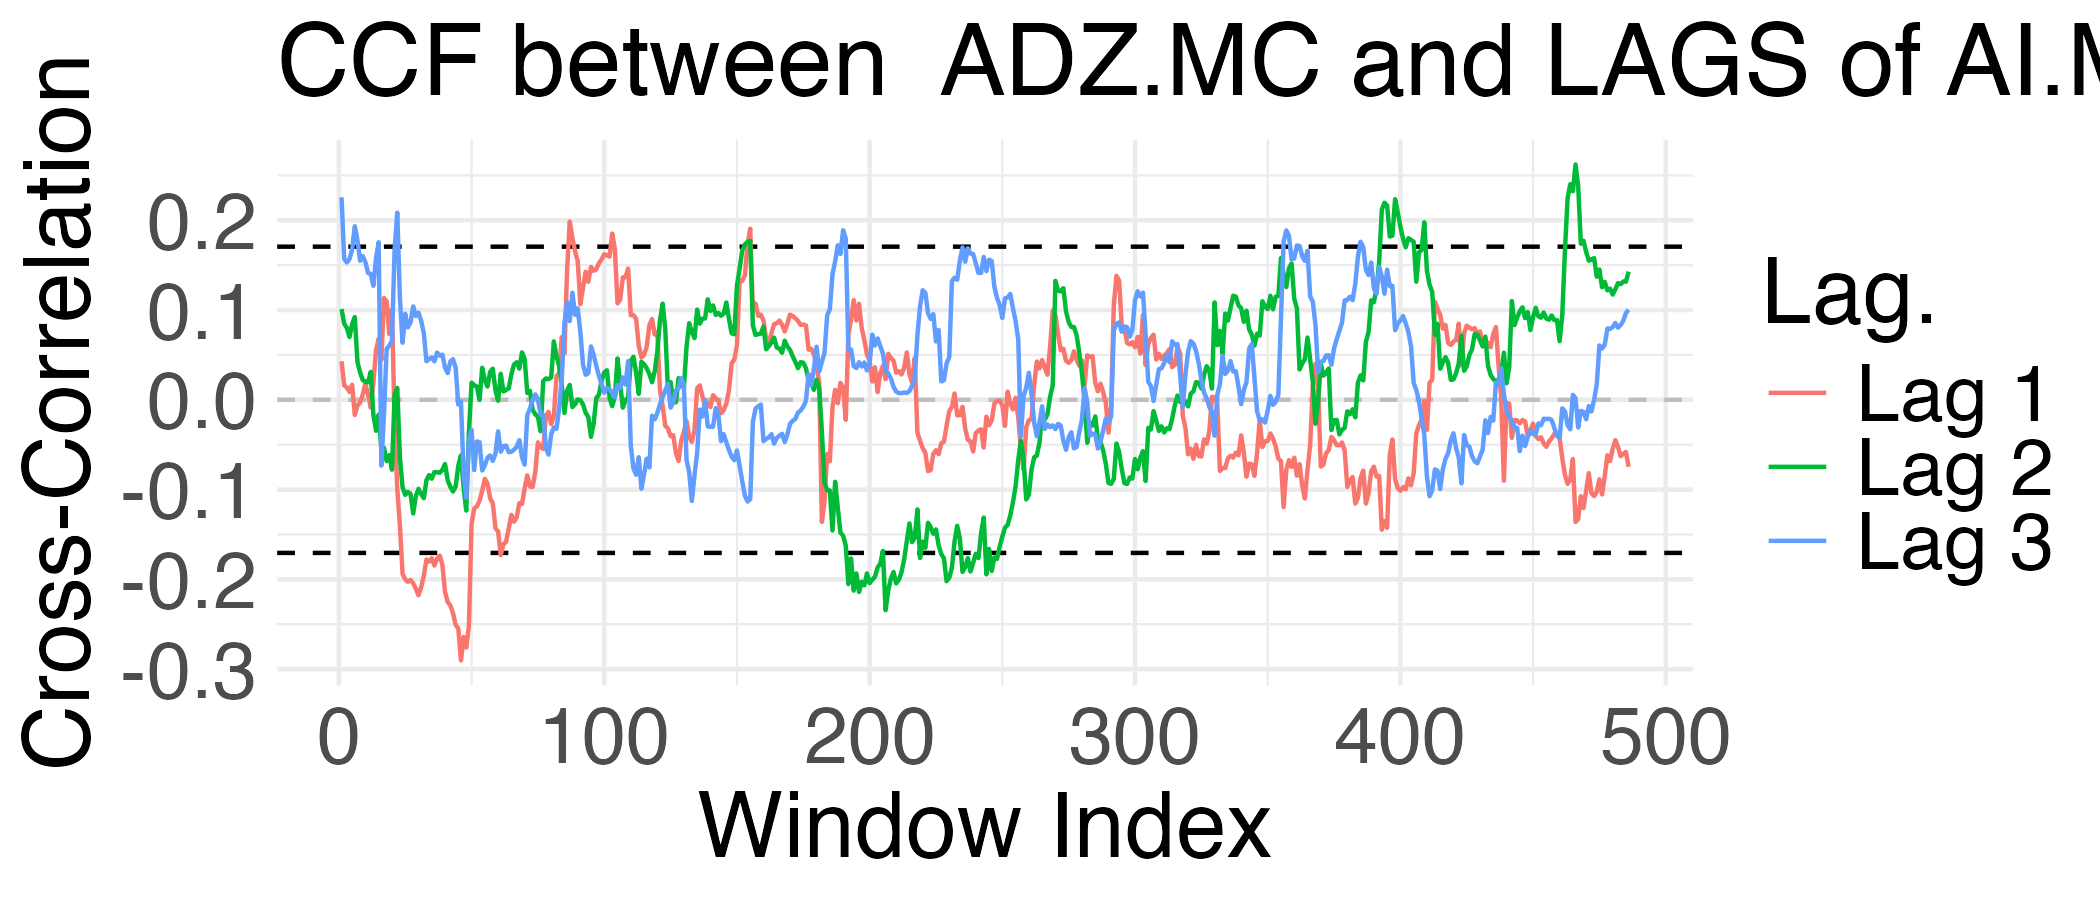 CCF between  ADZ.MC and LAGS of AI.M
Cross-Correlation
0.2
0.1
0.0
-0.1
-0.2
-0.3
0 100 200 300 400 500
Window Index
Lag.
Lag 1
Lag 2
Lag 3